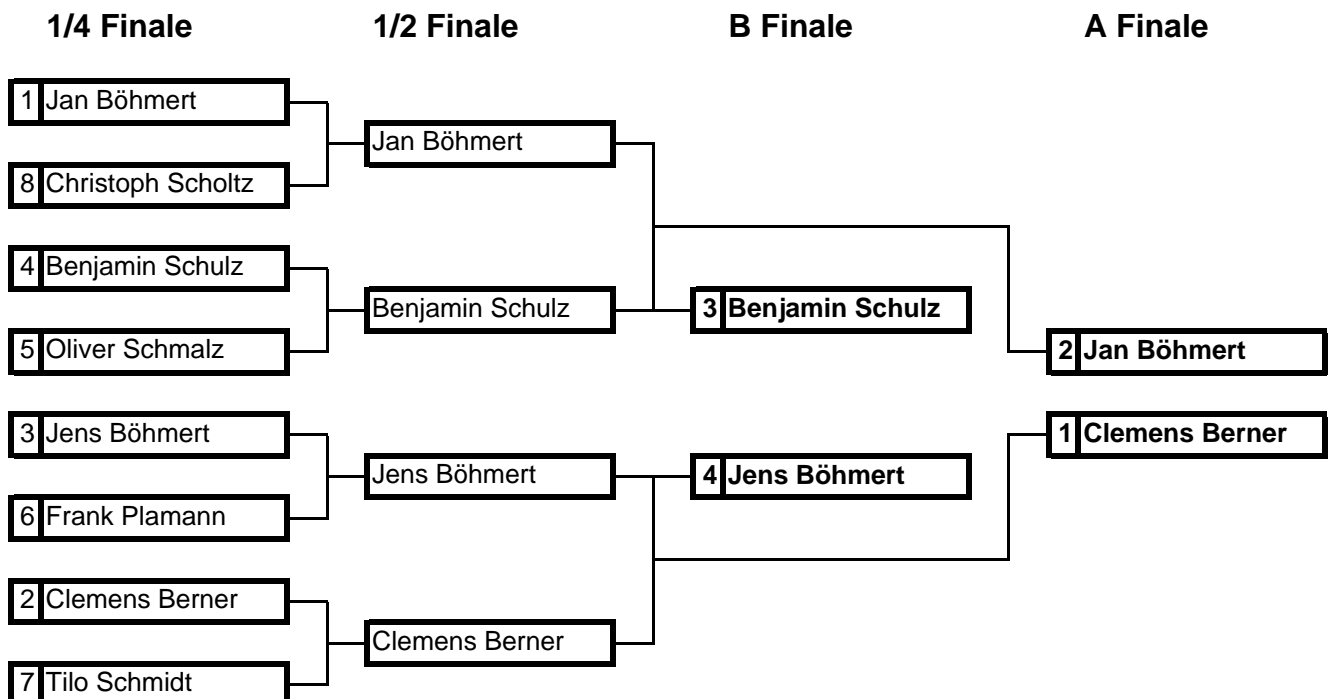 1/4 Finale 1/2 Finale B Finale A Finale
1 Jan Böhmert
Jan Böhmert
8 Christoph Scholtz
4 Benjamin Schulz
Benjamin Schulz 3 Benjamin Schulz
5 Oliver Schmalz 2 Jan Böhmert
3 Jens Böhmert 1 Clemens Berner
Jens Böhmert 4 Jens Böhmert
6 Frank Plamann
2 Clemens Berner
Clemens Berner
7 Tilo Schmidt